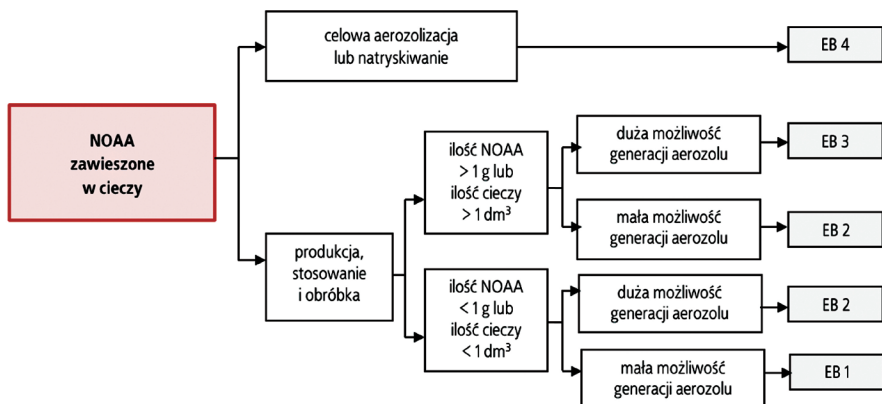 celowa aerozolizacja
lub natryskiwanie
EB 4
NOAA
zawieszone
w cieczy
ilość NOAA
> 1 g lub
ilość cieczy
> 1 dm³
duża możliwość
generacji aerozolu
EB 3
mała możliwość
generacji aerozolu
EB 2
produkcja,
stosowanie
i obróbka
ilość NOAA
< 1 g lub
ilość cieczy
< 1 dm³
duża możliwość
generacji aerozolu
EB 2
mała możliwość
generacji aerozolu
EB 1